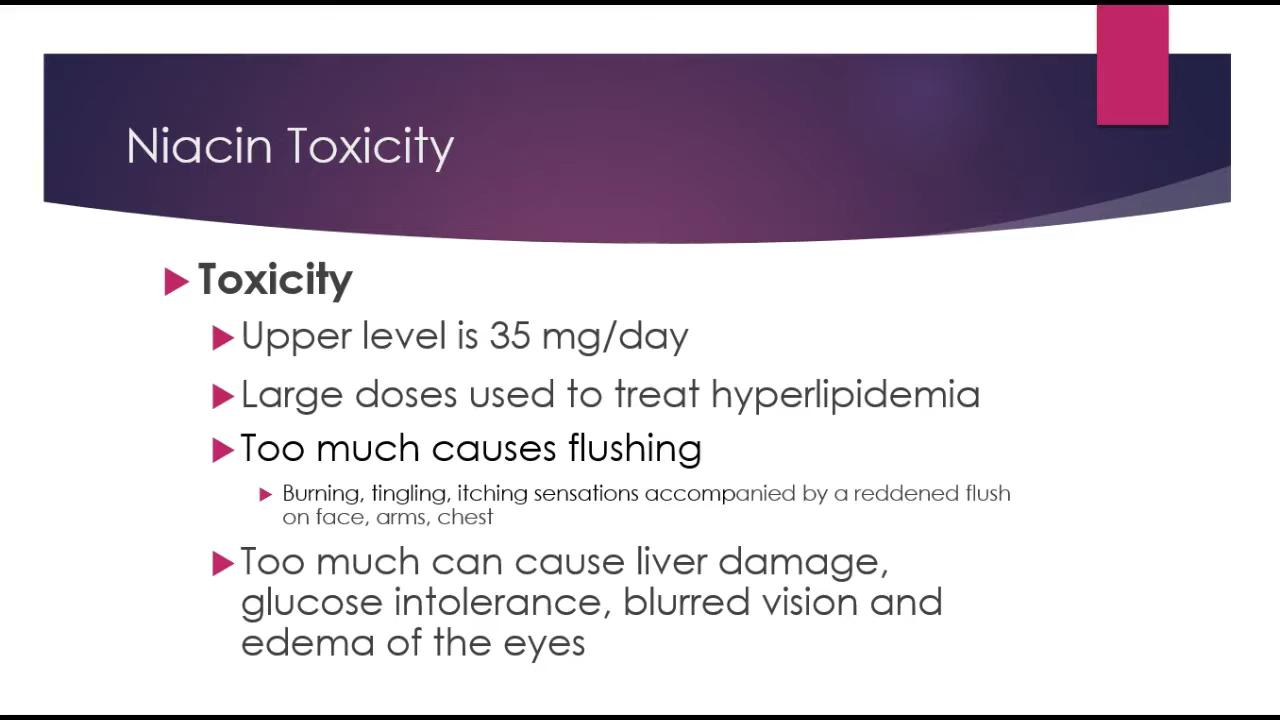 Niacin Toxicity
Toxicity
Upper level is 35 mg/day
Large doses used to treat hyperlipidemia
Too much causes flushing
Burning, tingling, itching sensations accompanied by a reddened flush
on face, arms, chest
Too much can cause liver damage,
glucose intolerance, blurred vision and
edema of the eyes